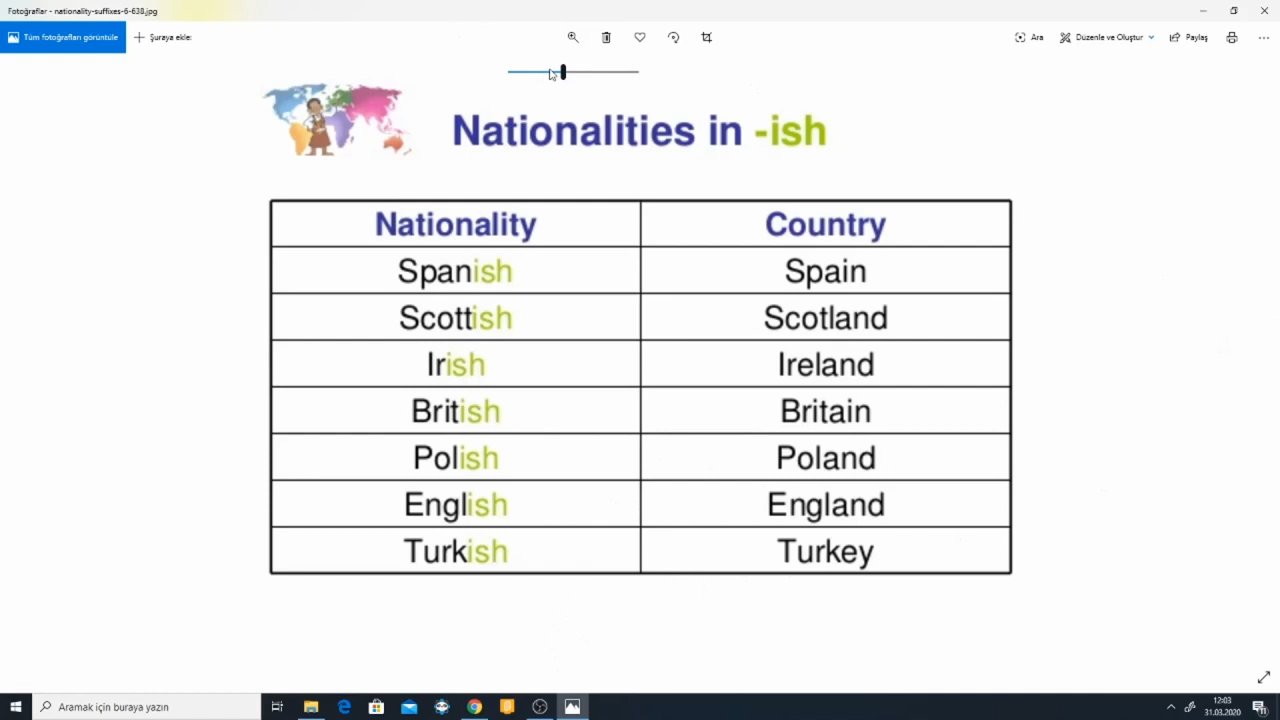 Fotoğraflar - nationality-suffixes-6-638.jpg
Tüm fotoğrafları görüntüle
Şuraya ekle:
Ara
Düzenle ve Oluştur
Paylaş
Nationalities in -ish
Nationality Country
Spanish Spain
Scottish Scotland
Irish Ireland
British Britain
Polish Poland
English England
Turkish Turkey
Aramak için buraya yazın
12:03
31.03.2020